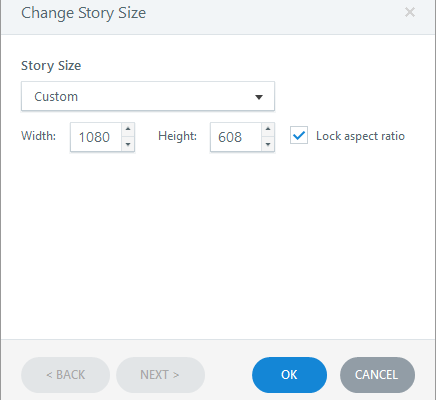 Change Story Size
Story Size
Custom
Width: 1080 Height: 608 Lock aspect ratio
< BACK NEXT > OK CANCEL